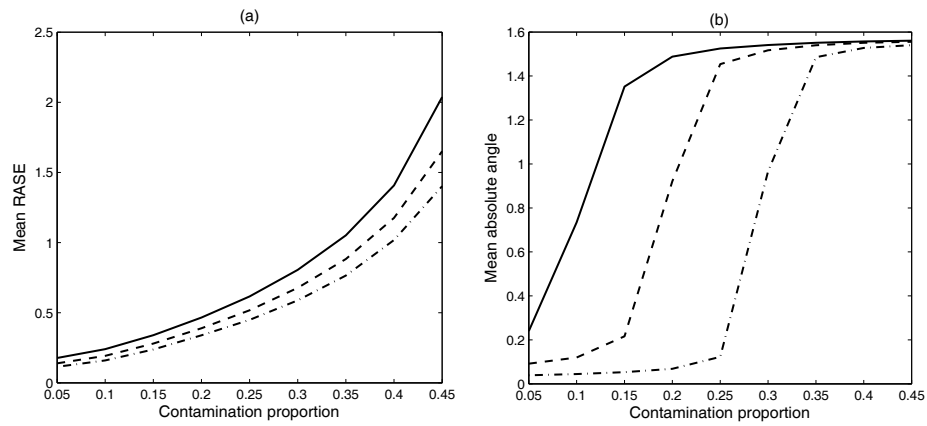 (a)
2.5
2
1.5
1
0.5
0
0.05 0.1 0.15 0.2 0.25 0.3 0.35 0.4 0.45
Mean RASE
Contamination proportion
(b)
1.6
1.4
1.2
1
0.8
0.6
0.4
0.2
0
0.05 0.1 0.15 0.2 0.25 0.3 0.35 0.4 0.45
Mean absolute angle
Contamination proportion